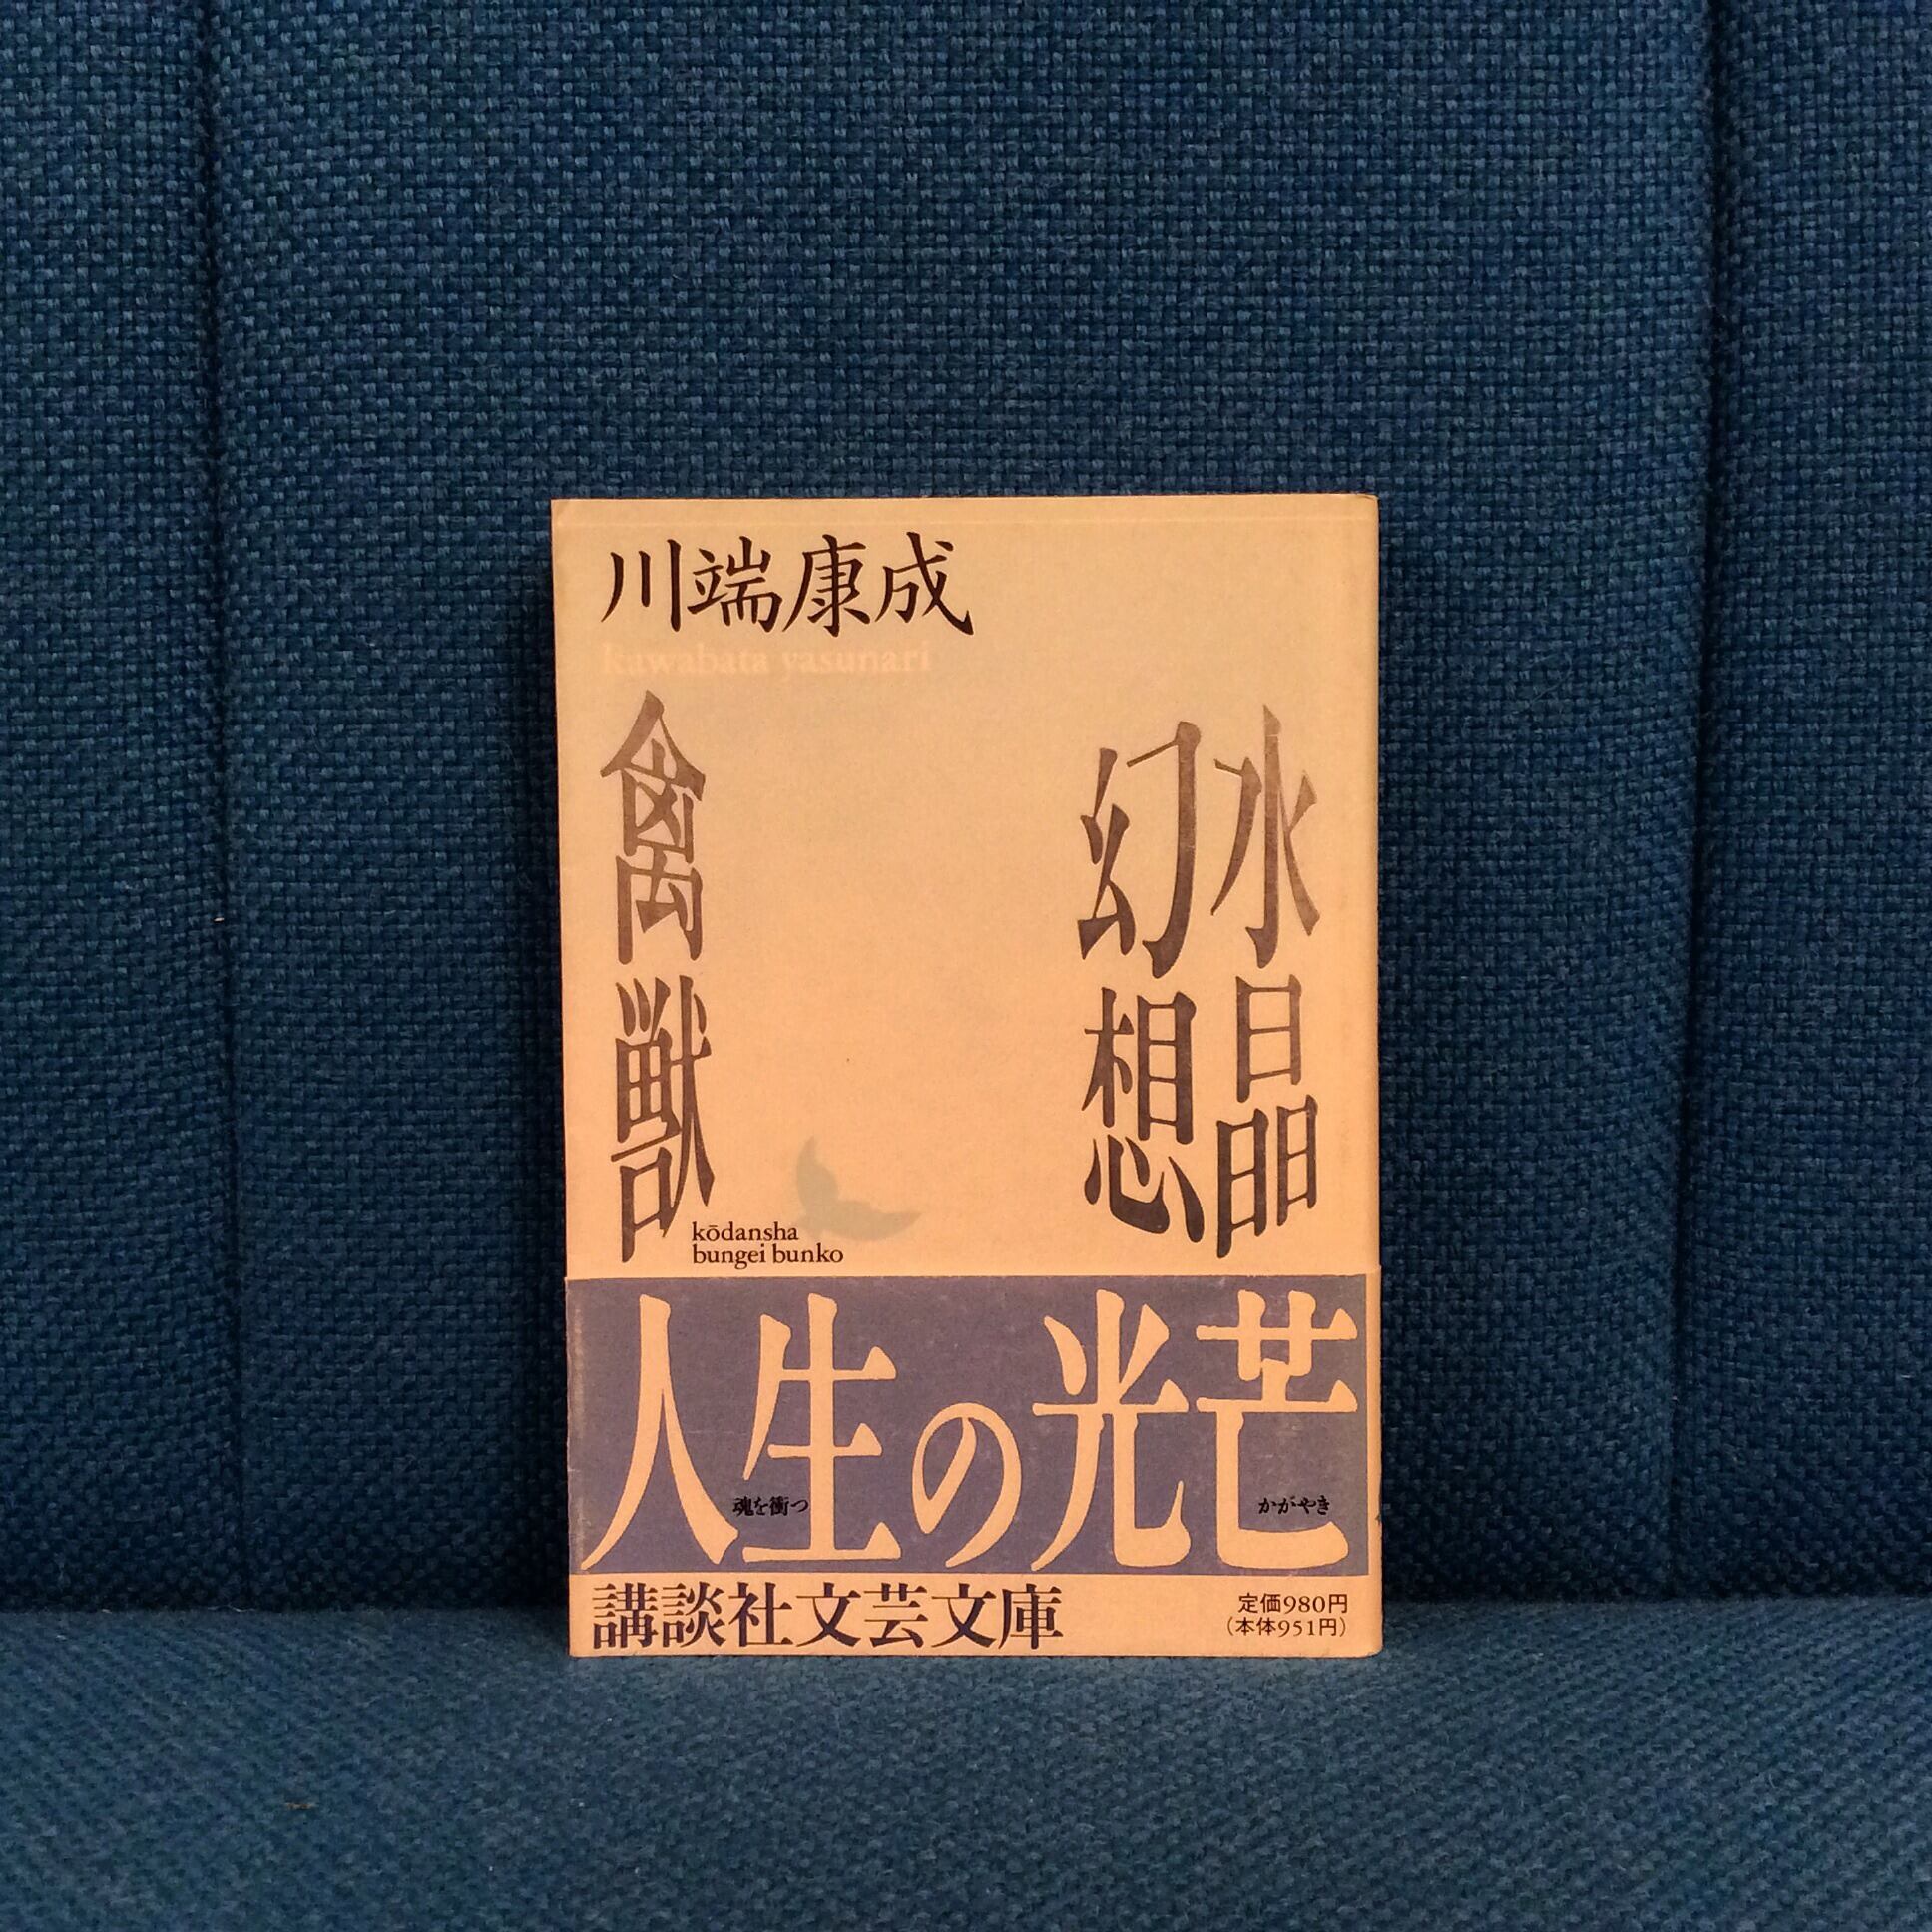 川端康成
kawabata yasunari
水晶
幻想
禽獣
kōdansha
bungei bunko
人生の光芒
魂を衝つ
かがやき
講談社文芸文庫
定価980円
（本体951円）